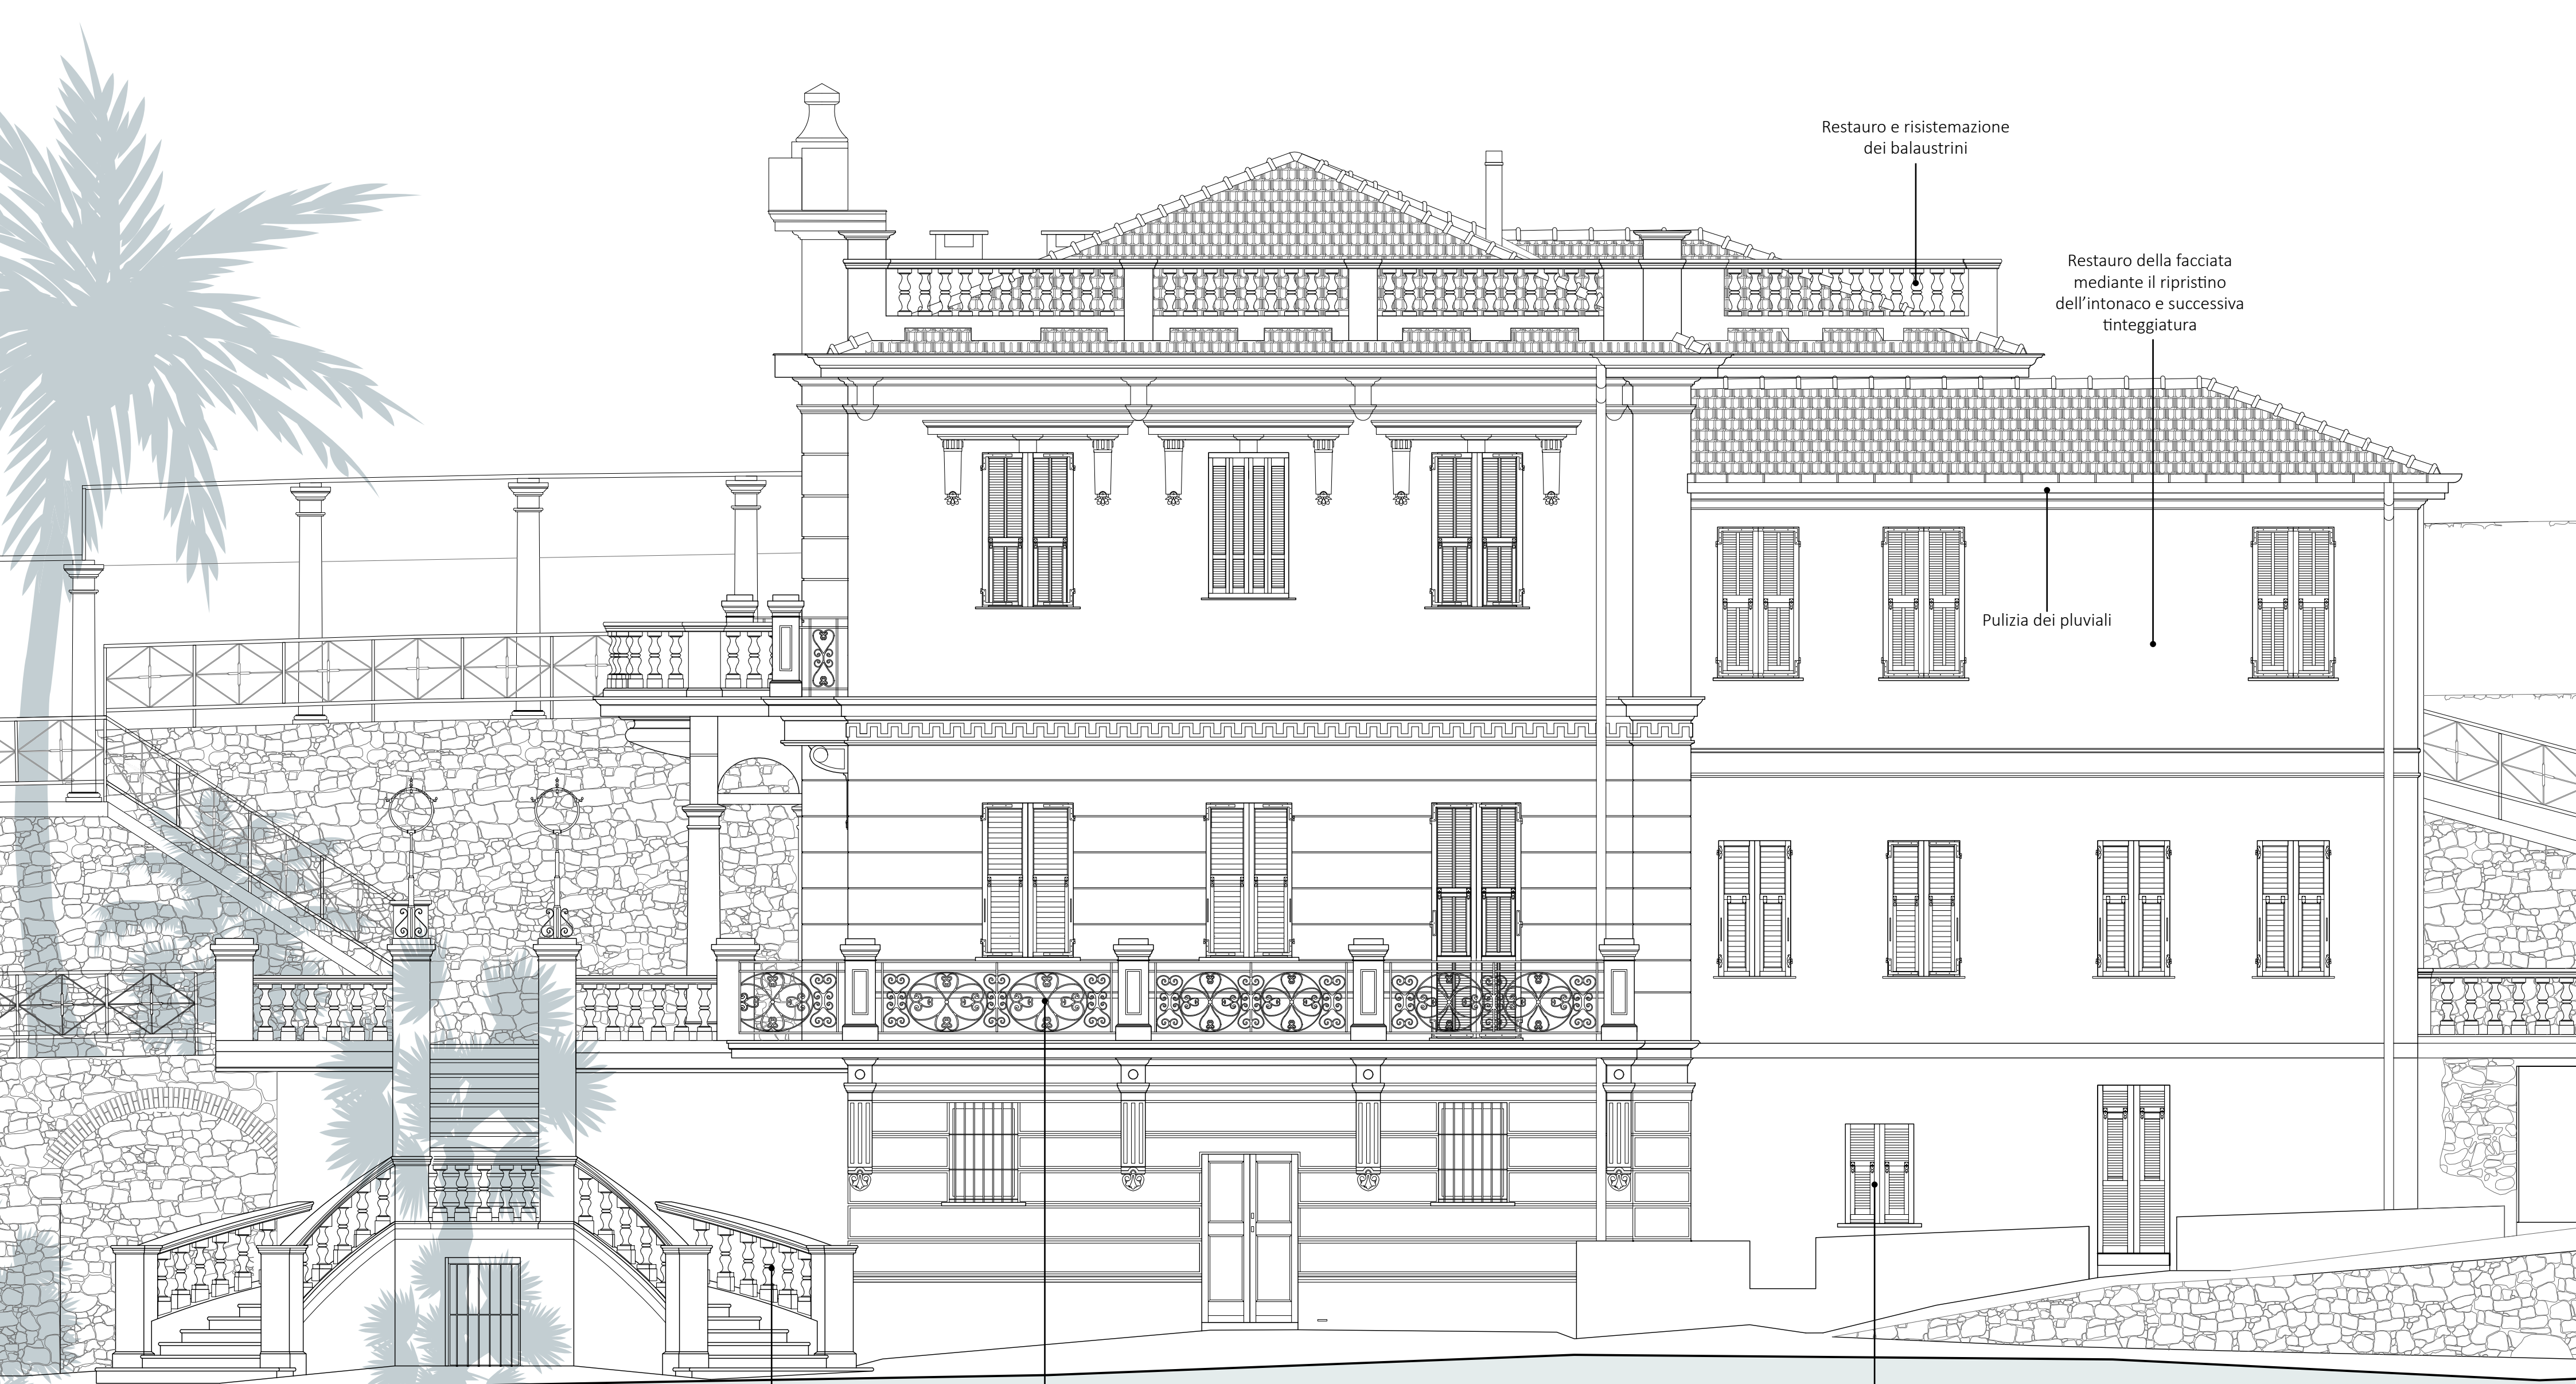 Restauro e risistemazione
dei balaustrini
Restauro della facciata
mediante il ripristino
dell’intonaco e successiva
tinteggiatura
Pulizia dei pluviali